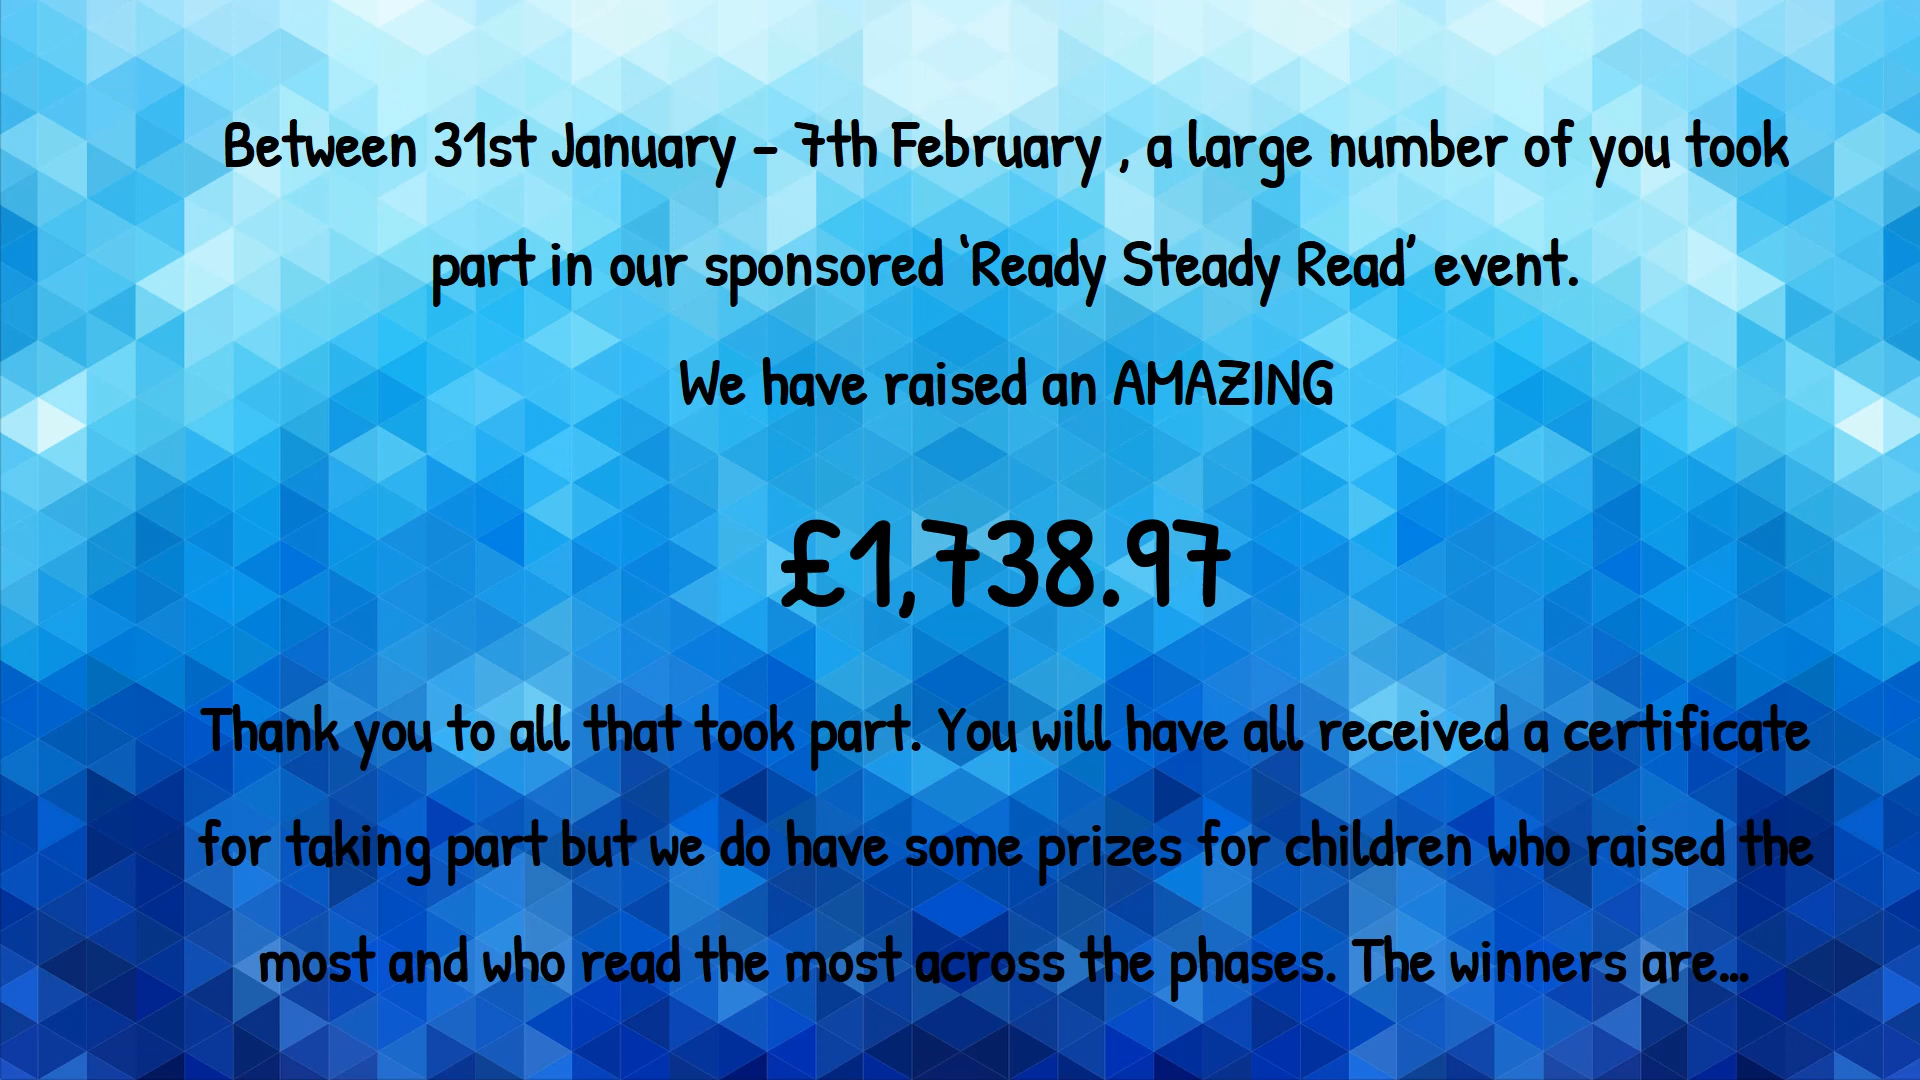 Between 31st January – 7th February , a large number of you took
part in our sponsored ‘Ready Steady Read’ event.
We have raised an AMAZING
£1,738.97
Thank you to all that took part. You will have all received a certificate
for taking part but we do have some prizes for children who raised the
most and who read the most across the phases. The winners are…